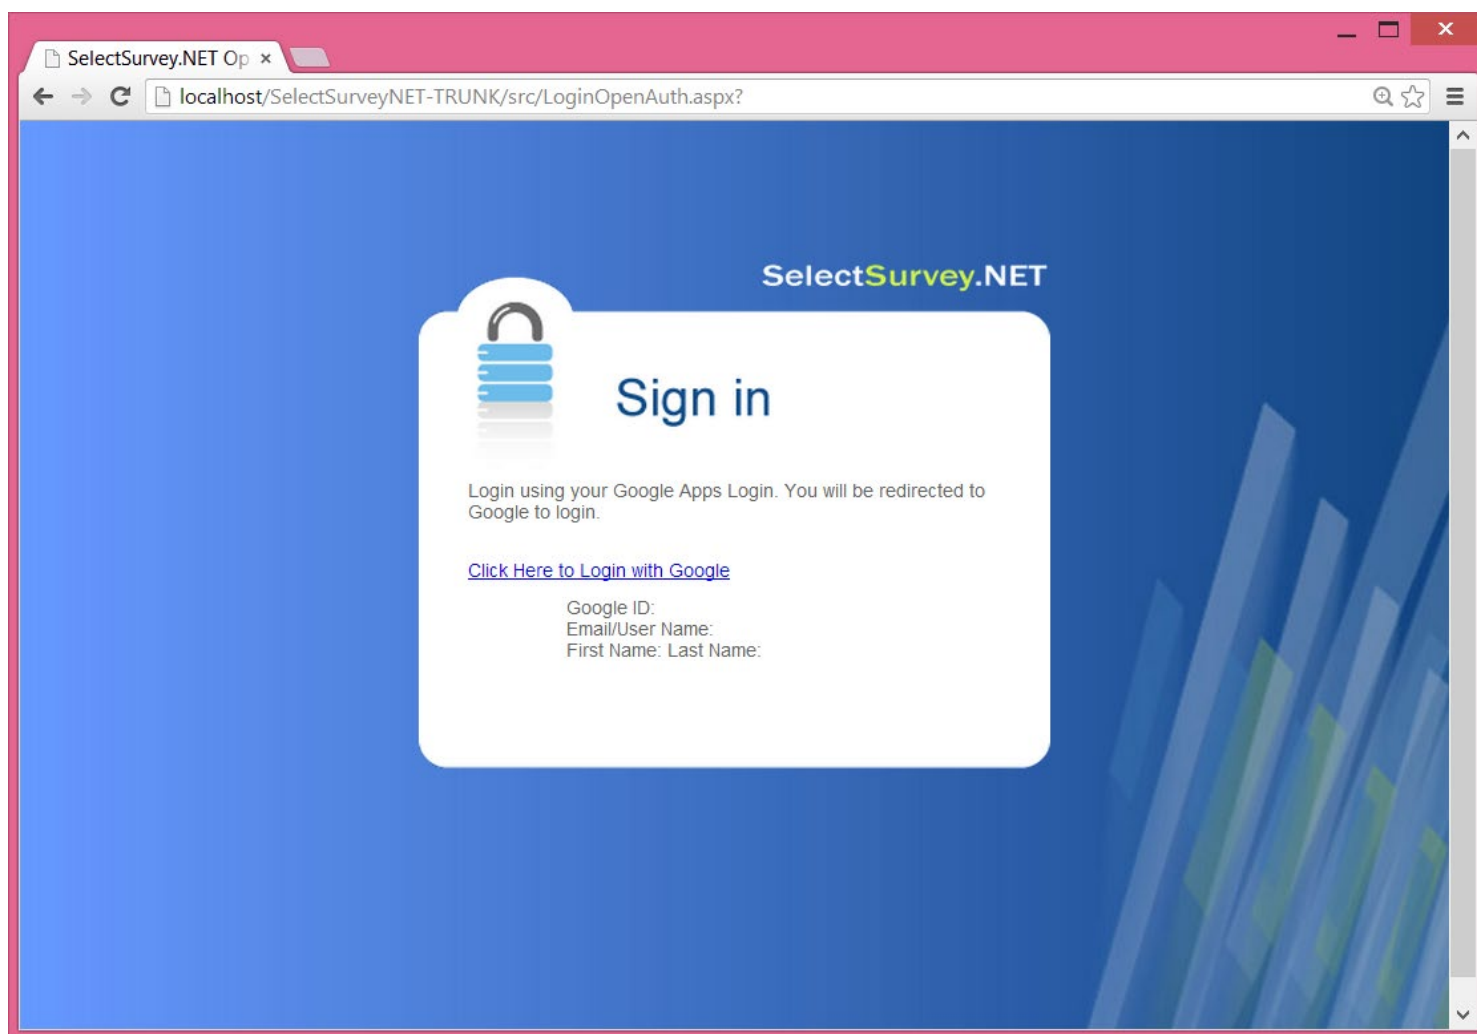 SelectSurvey.NET Op
localhost/SelectSurveyNET-TRUNK/src/LoginOpenAuth.aspx?
SelectSurvey.NET
Sign in
Login using your Google Apps Login. You will be redirected to
Google to login.
Click Here to Login with Google
Google ID:
Email/User Name:
First Name: Last Name: